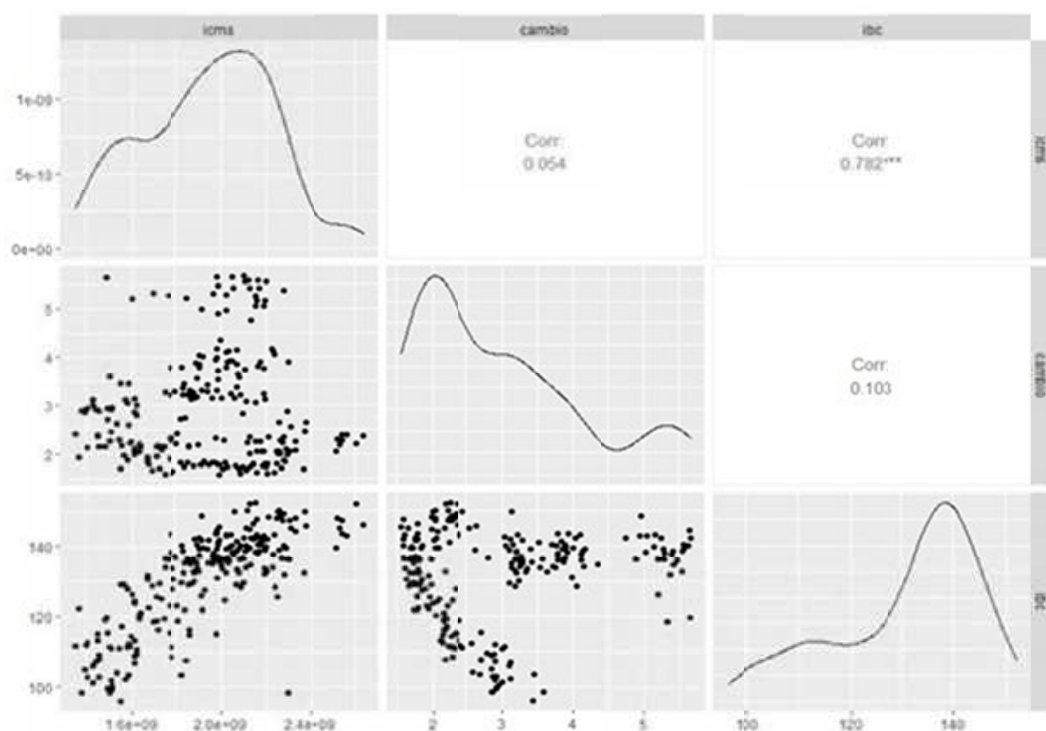 icms cambio ibc
1e-09
5e-10
0e+00
Corr:
0.054
Corr:
0.782***
icms
5
4
3
2
Corr:
0.103
cambio
140
120
100
ibc
1.6e+09 2.0e+09 2.4e+09
2 3 4 5
100 120 140